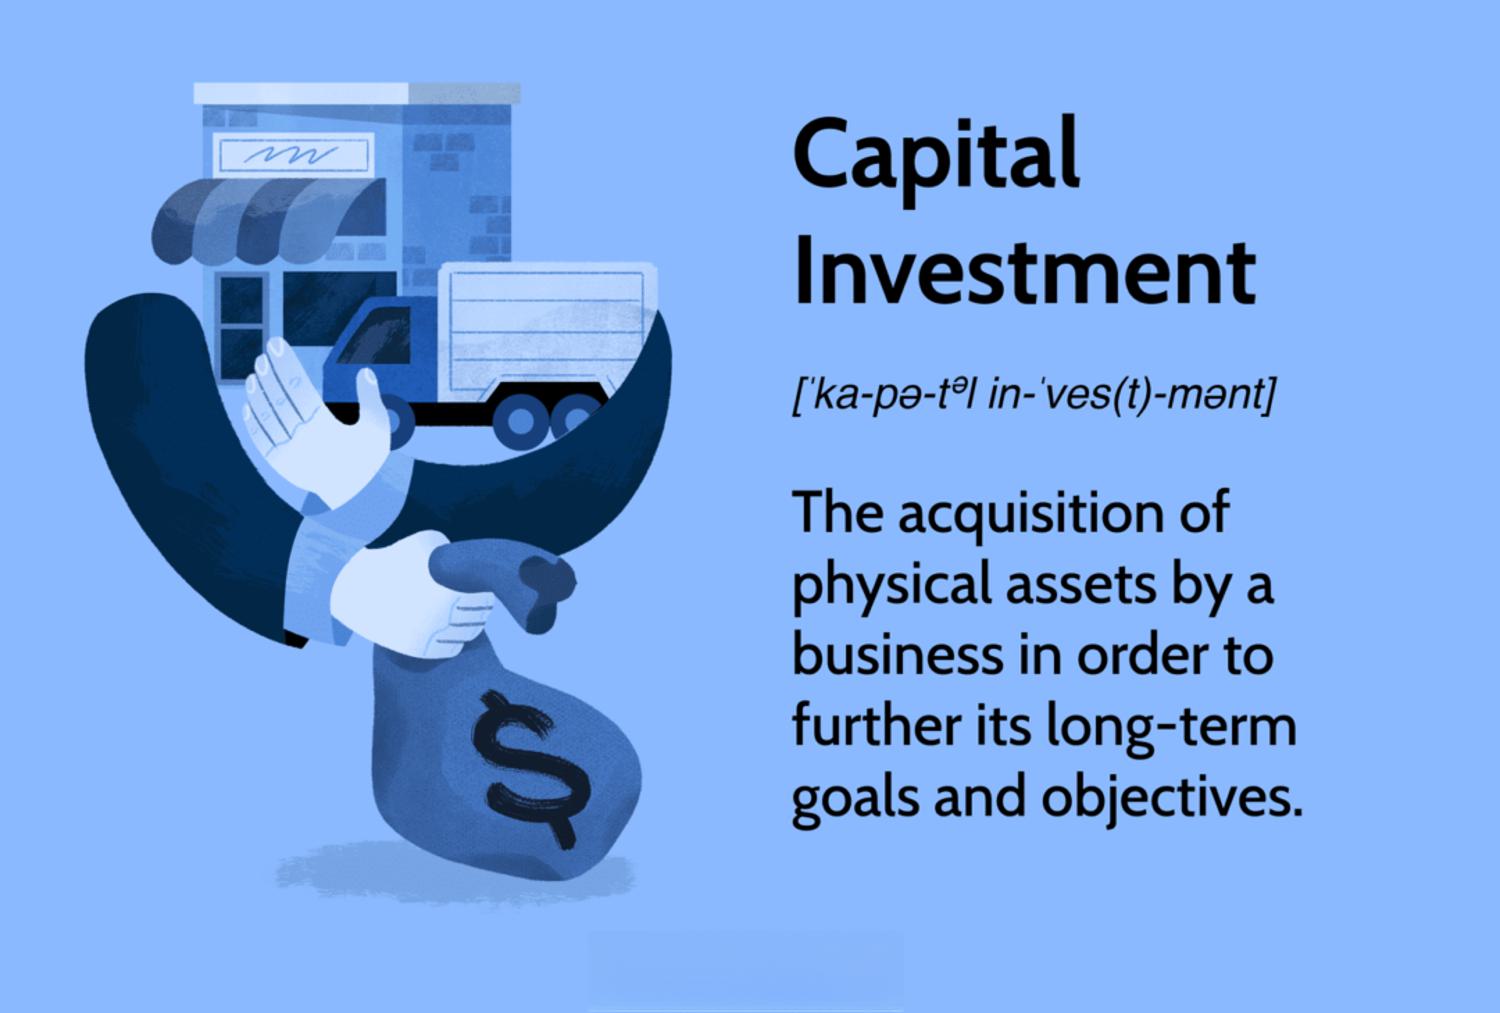 Capital
Investment
[ˈka-pə-tᵊl in-ˈves(t)-mənt]
The acquisition of
physical assets by a
business in order to
further its long-term
goals and objectives.
$